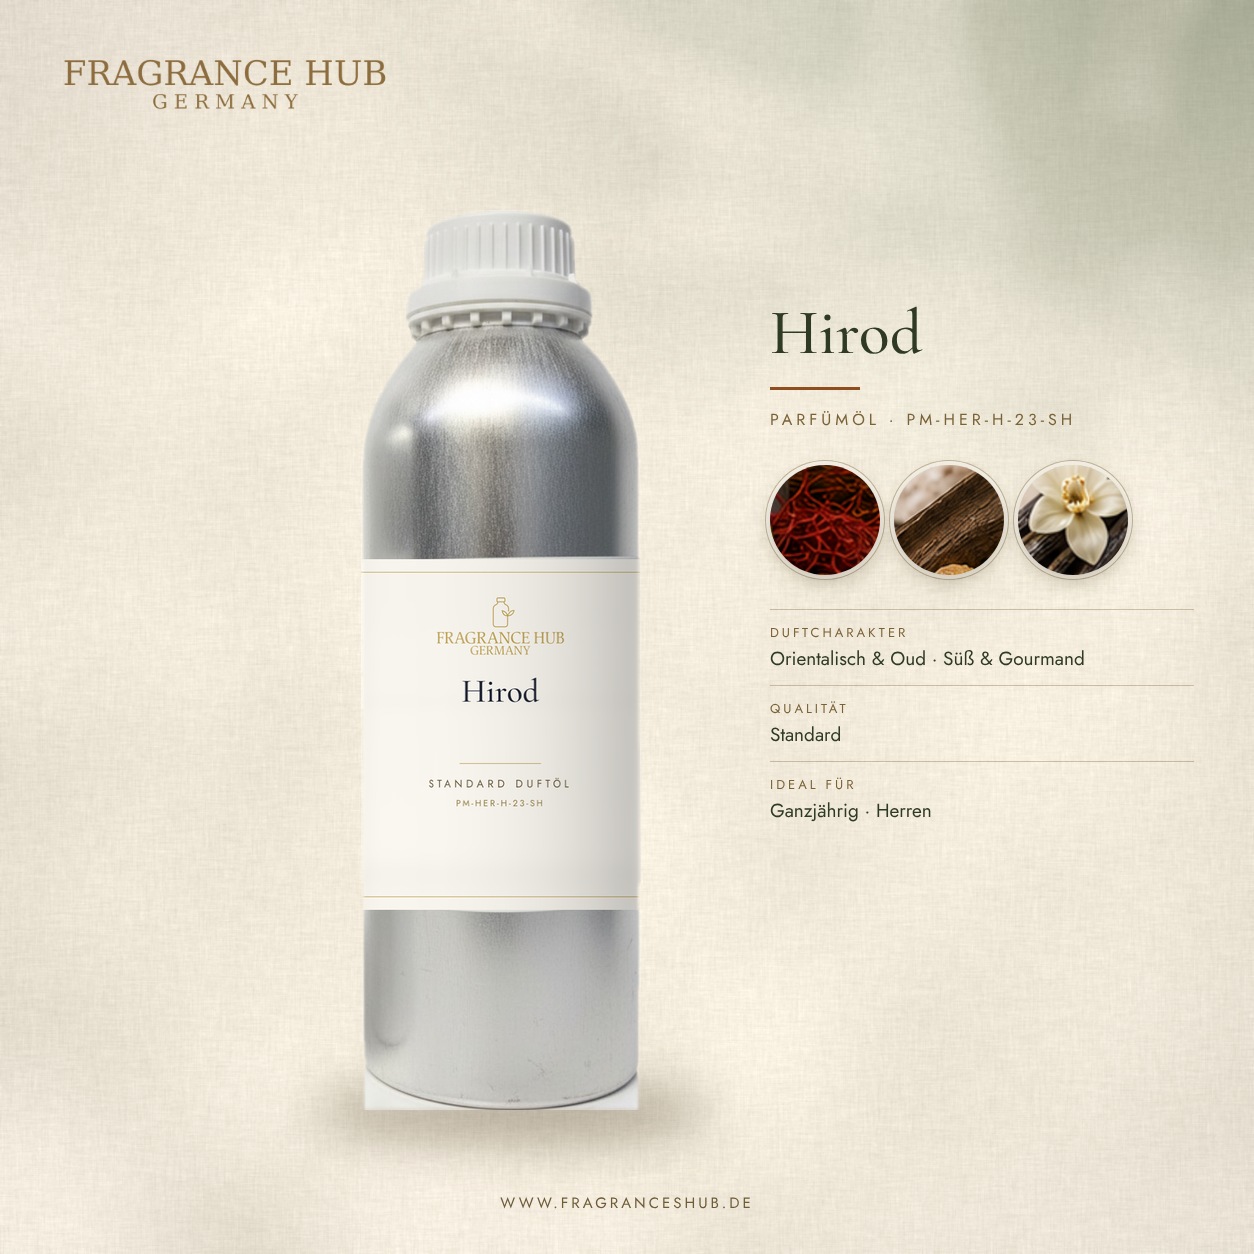 FRAGRANCE HUB
GERMANY
Hirod
PARFÜMÖL · PM-HER-H-23-SH
DUFTCHARAKTER
Orientalisch & Oud · Süß & Gourmand
QUALITÄT
Standard
IDEAL FÜR
Ganzjährig · Herren
FRAGRANCE HUB
GERMANY
Hirod
STANDARD DUFTÖL
PM-HER-H-23-SH
WWW.FRAGRANCESHUB.DE